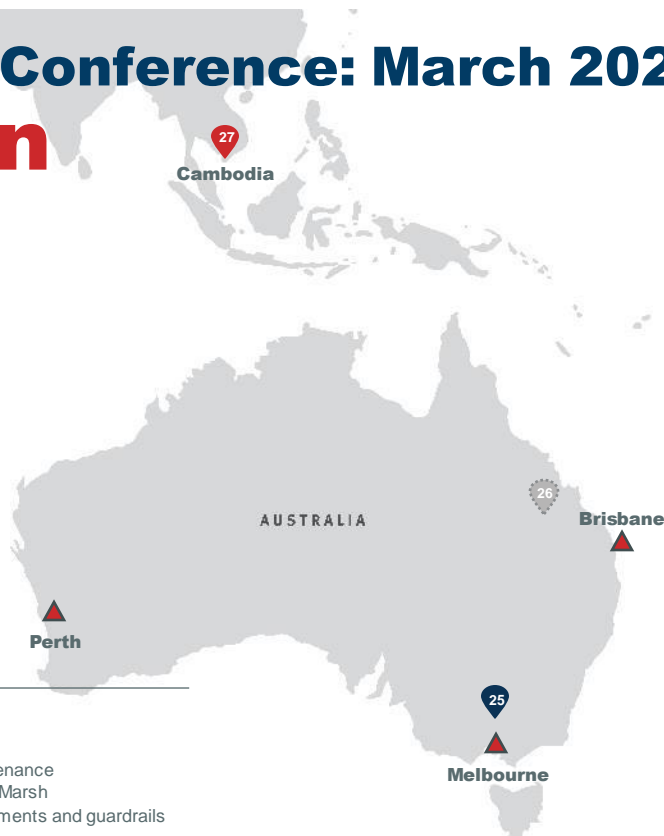 Conference: March 202
n
27
Cambodia
AUSTRALIA
26
Brisbane
Perth
25
Melbourne
enance
Marsh
ments and guardrails